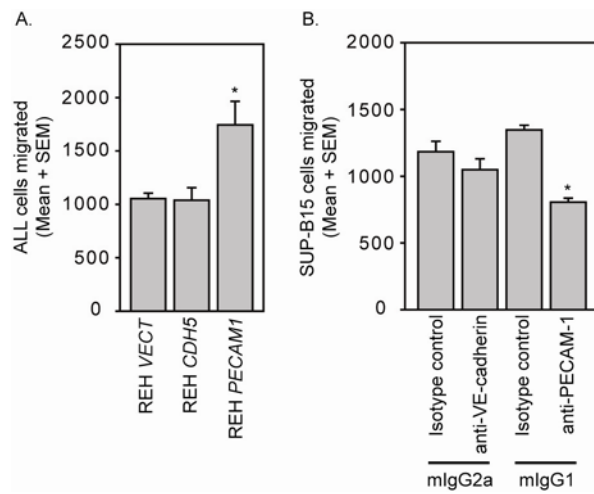 A.
ALL cells migrated
(Mean + SEM)
2500
2000
1500
1000
500
0
*
REH VECT
REH CDH5
REH PECAM1
B.
SUP-B15 cells migrated
(Mean + SEM)
2000
1500
1000
500
0
*
Isotype control
anti-VE-cadherin
Isotype control
anti-PECAM-1
mIgG2a
mIgG1